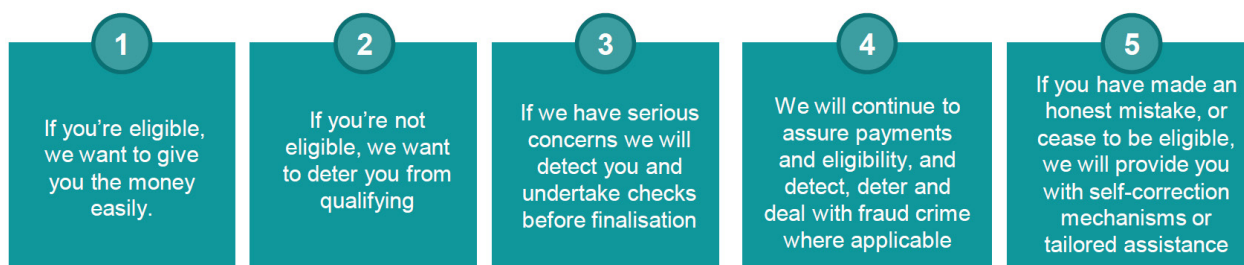 1
If you're eligible,
we want to give
you the money
easily.
2
If you're not
eligible, we want
to deter you from
qualifying
3
If we have serious
concerns we will
detect you and
undertake checks
before finalisation
4
We will continue to
assure payments
and eligibility, and
detect, deter and
deal with fraud crime
where applicable
5
If you have made an
honest mistake, or
cease to be eligible,
we will provide you
with self-correction
mechanisms or
tailored assistance